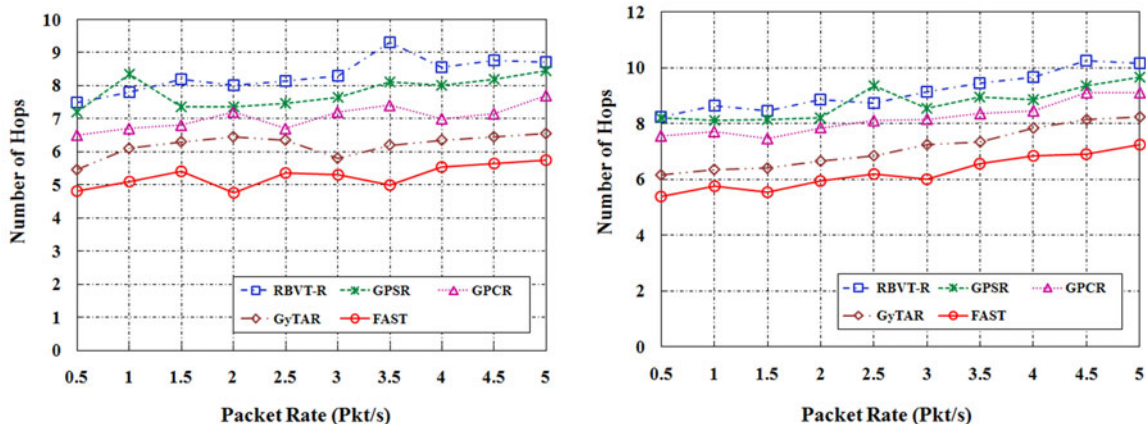 10
9
8
7
6
5
4
3
2
1
0
Number of Hops
RBVT-R GPSR GPCR
GyTAR FAST
0.5 1 1.5 2 2.5 3 3.5 4 4.5 5
Packet Rate (Pkt/s)
12
10
8
6
4
2
0
Number of Hops
RBVT-R GPSR GPCR
GyTAR FAST
0.5 1 1.5 2 2.5 3 3.5 4 4.5 5
Packet Rate (Pkt/s)